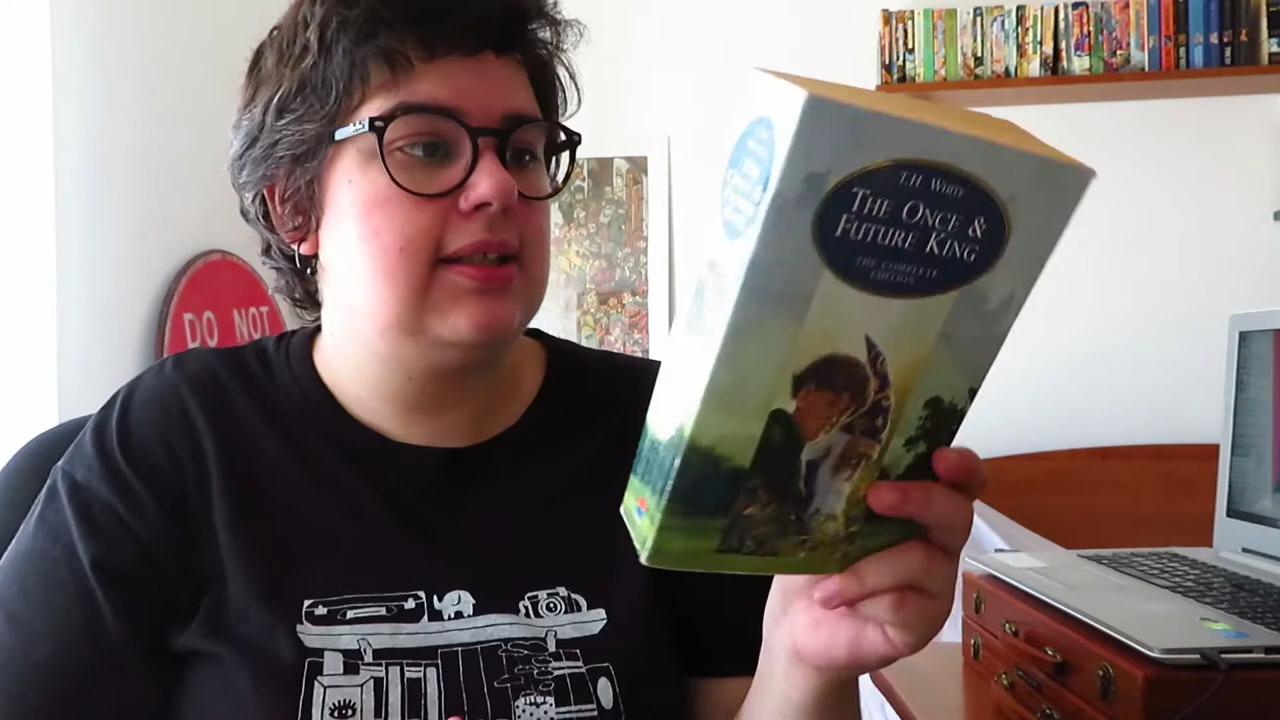 DO NOT
T.H. WHITE
THE ONCE &
FUTURE KING
THE COMPLETE
EDITION